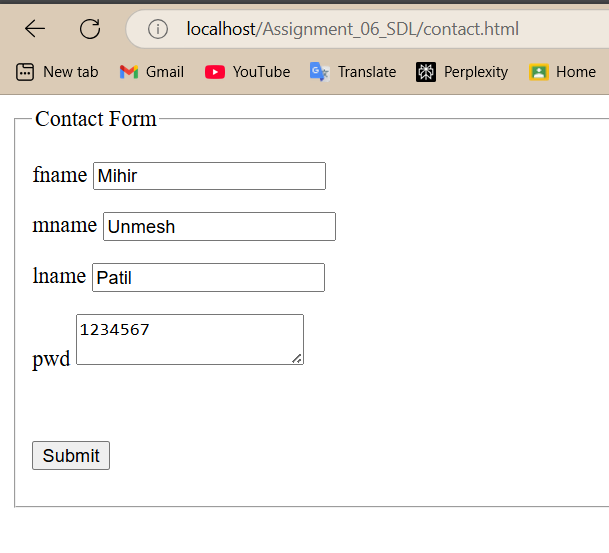 localhost/Assignment_06_SDL/contact.html
New tab Gmail YouTube Translate Perplexity Home
Contact Form
fname Mihir
mname Unmesh
lname Patil
pwd 1234567
Submit